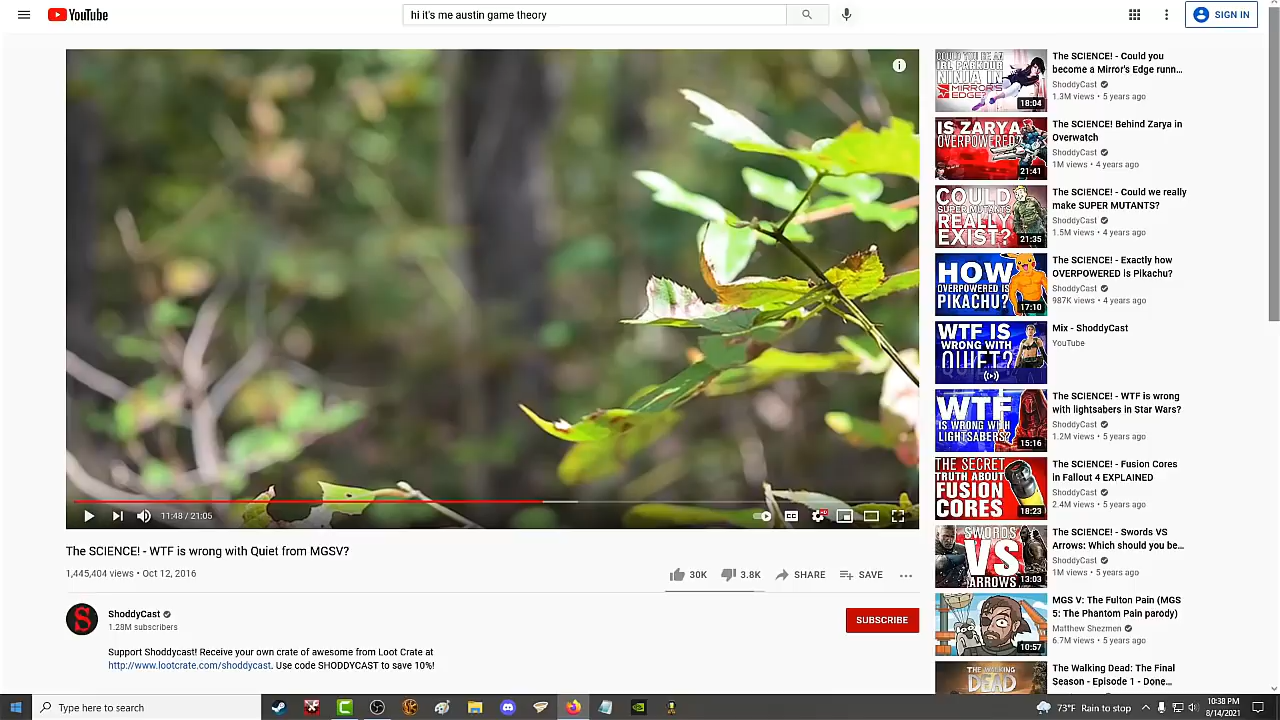 YouTube
hi it's me austin game theory
SIGN IN
COULD YOU BE AN
IRL PARKOUR
NINJA IN
MIRROR'S
EDGE?
18:04
The SCIENCE! - Could you
become a Mirror's Edge runn...
ShoddyCast
1.3M views • 5 years ago
IS ZARYA
OVERPOWERED?
21:41
The SCIENCE! Behind Zarya in
Overwatch
ShoddyCast
1M views • 4 years ago
COULD
SUPER MUTANTS
REALLY
EXIST?
21:35
The SCIENCE! - Could we really
make SUPER MUTANTS?
ShoddyCast
1.5M views • 4 years ago
HOW
OVERPOWERED IS
PIKACHU?
17:10
The SCIENCE! - Exactly how
OVERPOWERED is Pikachu?
ShoddyCast
987K views • 4 years ago
WTF IS
WRONG WITH
QUIET?
Mix - ShoddyCast
YouTube
WTF
IS WRONG WITH
LIGHTSABERS?
15:16
The SCIENCE! - WTF is wrong
with lightsabers in Star Wars?
ShoddyCast
1.2M views • 5 years ago
THE SECRET
TRUTH ABOUT
FUSION
CORES
18:23
The SCIENCE! - Fusion Cores
in Fallout 4 EXPLAINED
ShoddyCast
2.4M views • 5 years ago
SWORDS
VS
ARROWS
13:03
The SCIENCE! - Swords VS
Arrows: Which should you be...
ShoddyCast
1M views • 5 years ago
10:57
MGS V: The Fulton Pain (MGS
5: The Phantom Pain parody)
Matthew Shezmen
6.7M views • 5 years ago
THE WALKING
DEAD
The Walking Dead: The Final
Season - Episode 1 - Done...
11:48 / 21:05
CC
HD
The SCIENCE! - WTF is wrong with Quiet from MGSV?
1,445,404 views • Oct 12, 2016
30K
3.8K
SHARE
SAVE
S
ShoddyCast
1.28M subscribers
SUBSCRIBE
Support Shoddycast! Receive your own crate of awesome from Loot Crate at
http://www.lootcrate.com/shoddycast. Use code SHODDYCAST to save 10%!
Type here to search
73°F Rain to stop
10:38 PM
8/14/2021